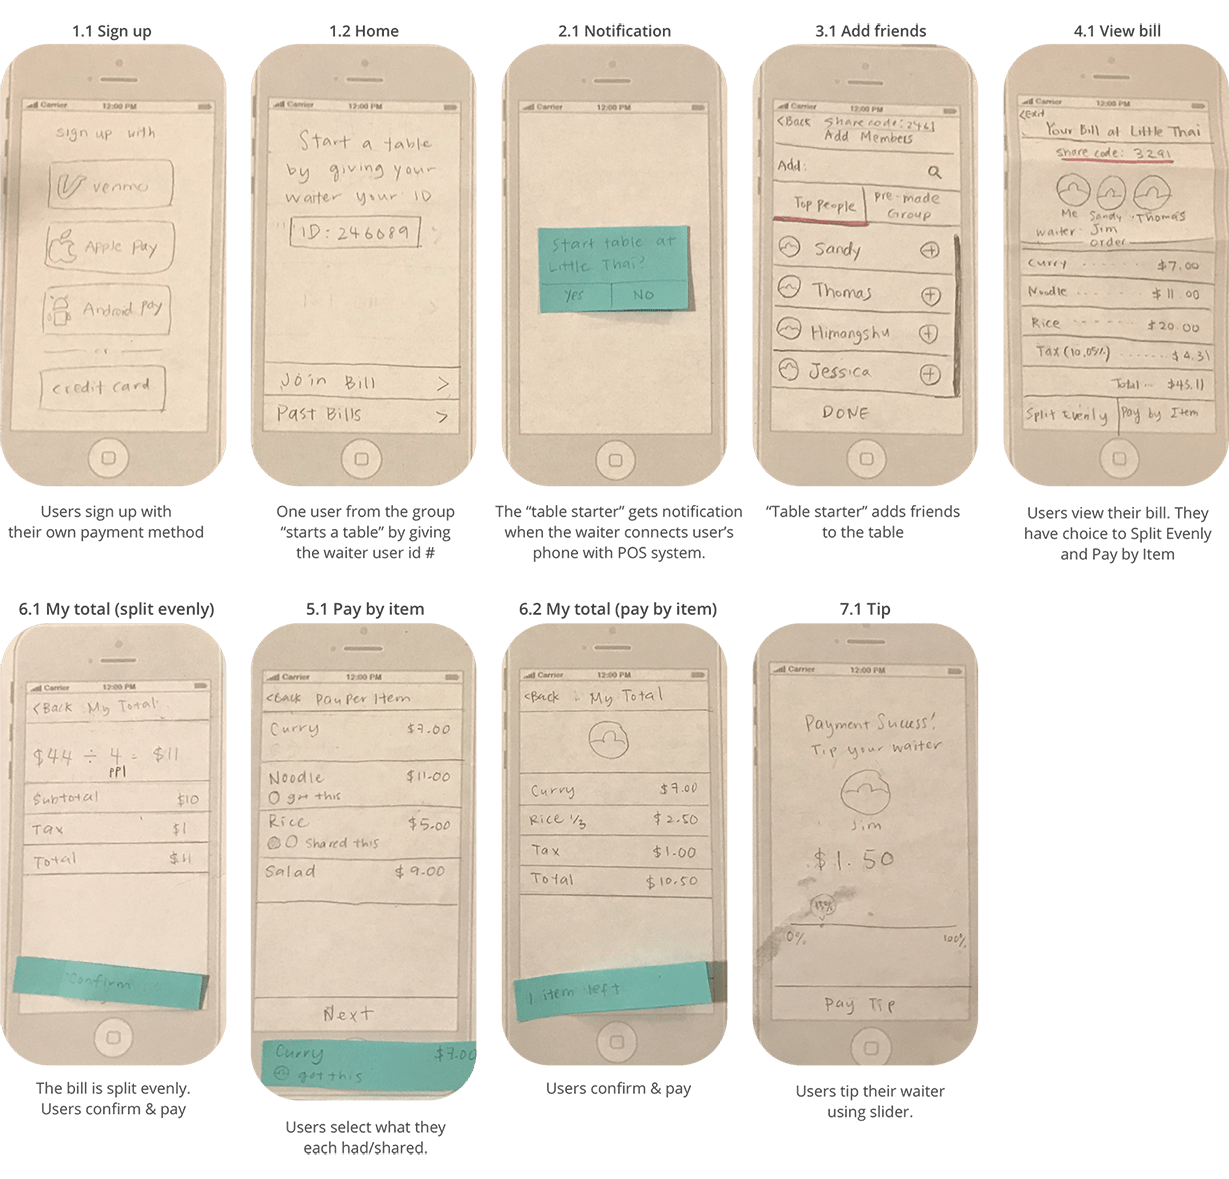 1.1 Sign up
Carrier 12:00 PM
sign up with
venmo
Apple Pay
Android Pay
or
credit card
Users sign up with
their own payment method
1.2 Home
Carrier 12:00 PM
Start a table
by giving your
waiter your ID
ID: 246089
Join Bill >
Past Bills >
One user from the group
“starts a table” by giving
the waiter user id #
2.1 Notification
Carrier 12:00 PM
Start table at
Little Thai?
Yes No
The “table starter” gets notification
when the waiter connects user’s
phone with POS system.
3.1 Add friends
Carrier 12:00 PM
<Back Share code: 2461
Add Members
Add:
Top People Pre-made
Group
Sandy
Thomas
Himangshu
Jessica
DONE
“Table starter” adds friends
to the table
4.1 View bill
Carrier 12:00 PM
<Exit
Your Bill at Little Thai
Share code: 3291
Me Sandy Thomas
waiter - Jim
order
Curry $7.00
Noodle $11.00
Rice $20.00
Tax (10.05%) $4.31
Total $45.11
Split Evenly Pay by Item
Users view their bill. They
have choice to Split Evenly
and Pay by Item
6.1 My total (split evenly)
Carrier 12:00 PM
<Back My Total
$44 ÷ 4 = $11
PPl
Subtotal $10
Tax $1
Total $11
Confirm
The bill is split evenly.
Users confirm & pay
5.1 Pay by item
Carrier 12:00 PM
<Back Pay Per Item
Curry $7.00
Noodle $11.00
got this
Rice $5.00
Shared this
Salad $9.00
Next
Curry $7.00
got this
Users select what they
each had/shared.
6.2 My total (pay by item)
Carrier 12:00 PM
<Back My Total
Curry $7.00
Rice 1/3 $2.50
Tax $1.00
Total $10.50
1 item left
Users confirm & pay
7.1 Tip
Carrier 12:00 PM
Payment Success!
Tip your waiter
Jim
$1.50
15%
0% 100%
Pay Tip
Users tip their waiter
using slider.